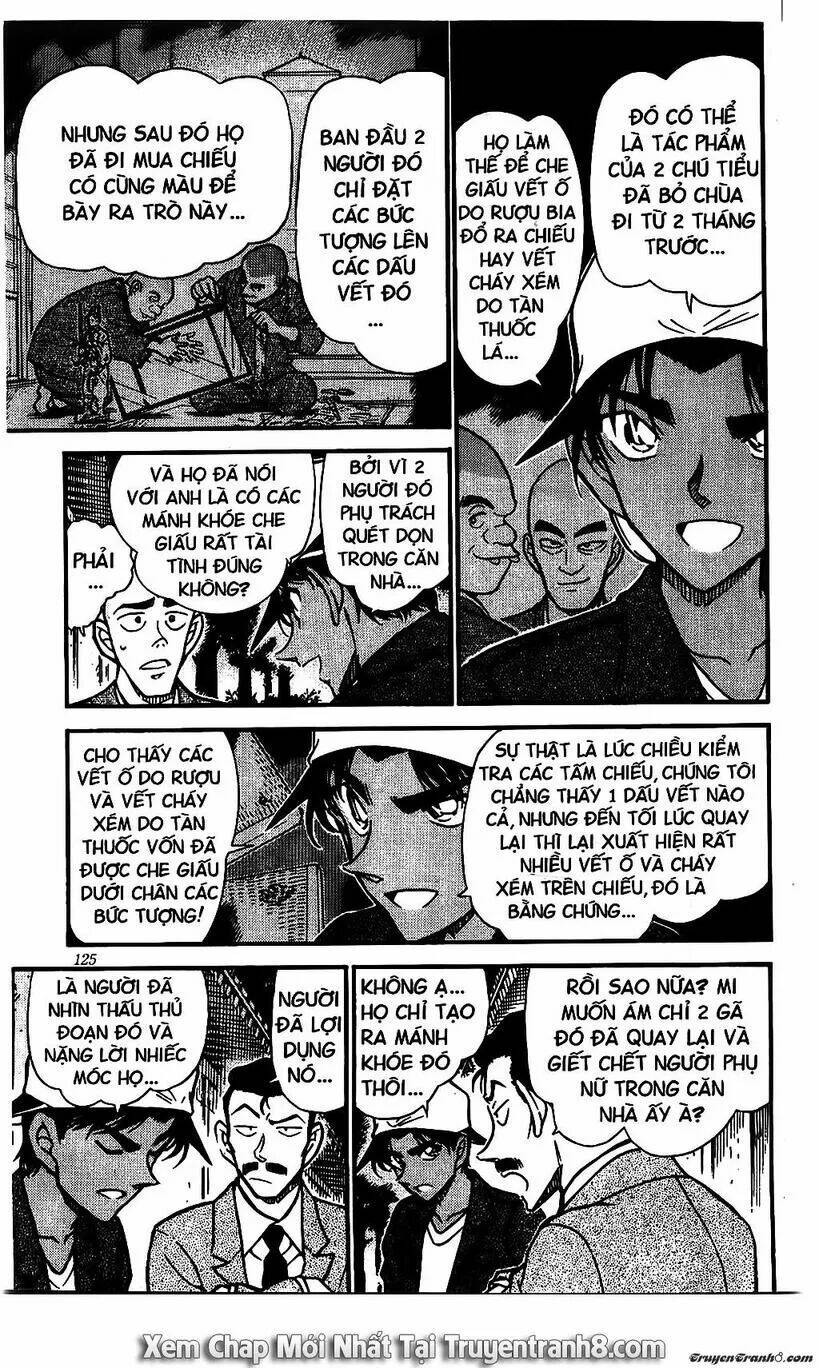 ĐÓ CÓ THỂ
LÀ TÁC PHẨM
CỦA 2 CHÚ TIỂU
ĐÃ BỎ CHÙA
ĐI TỪ 2 THÁNG
TRƯỚC...
HỌ LÀM
THẾ ĐỂ CHE
GIẤU VẾT Ố
DO RƯỢU BIA
ĐỔ RA CHIẾU
HAY VẾT
CHÁY XÉM
DO TÀN
THUỐC
LÁ...
BAN ĐẦU 2
NGƯỜI ĐÓ
CHỈ ĐẶT
CÁC BỨC
TƯỢNG LÊN
CÁC DẤU
VẾT ĐÓ
...
NHƯNG SAU ĐÓ HỌ
ĐÃ ĐI MUA CHIẾU
CÓ CÙNG MÀU ĐỂ
BÀY RA TRÒ NÀY...
BỞI VÌ 2
NGƯỜI ĐÓ
PHỤ TRÁCH
QUÉT DỌN
TRONG CĂN
NHÀ...
VÀ HỌ ĐÃ NÓI
VỚI ANH LÀ CÓ CÁC
MÁNH KHÓE CHE
GIẤU RẤT TÀI
TÌNH ĐÚNG
KHÔNG?
PHẢI
...
SỰ THẬT LÀ LÚC CHIỀU KIỂM
TRA CÁC TẤM CHIẾU, CHÚNG TÔI
CHẲNG THẤY 1 DẤU VẾT NÀO
CẢ, NHƯNG ĐẾN TỐI LÚC QUAY
LẠI THÌ LẠI XUẤT HIỆN RẤT
NHIỀU VẾT Ố VÀ CHÁY
XÉM TRÊN CHIẾU, ĐÓ LÀ
BẰNG CHỨNG...
CHO THẤY CÁC
VẾT Ố DO RƯỢU
VÀ VẾT CHÁY
XÉM DO TÀN
THUỐC VỐN ĐÃ
ĐƯỢC CHE GIẤU
DƯỚI CHÂN CÁC
BỨC TƯỢNG!
125
RỒI SAO NỮA? MI
MUỐN ÁM CHỈ 2 GÃ
ĐÓ ĐÃ QUAY LẠI VÀ
GIẾT CHẾT NGƯỜI PHỤ
NỮ TRONG CĂN
NHÀ ẤY À?
KHÔNG Ạ...
HỌ CHỈ TẠO
RA MÁNH
KHÓE ĐÓ
THÔI...
NGƯỜI
ĐÃ LỢI
DỤNG
NÓ...
LÀ NGƯỜI ĐÃ
NHÌN THẤU THỦ
ĐOẠN ĐÓ VÀ
NẶNG LỜI NHIẾC
MÓC HỌ...
Xem Chap Mới Nhất Tại Truyentranh8.com
TruyenTranh8.com